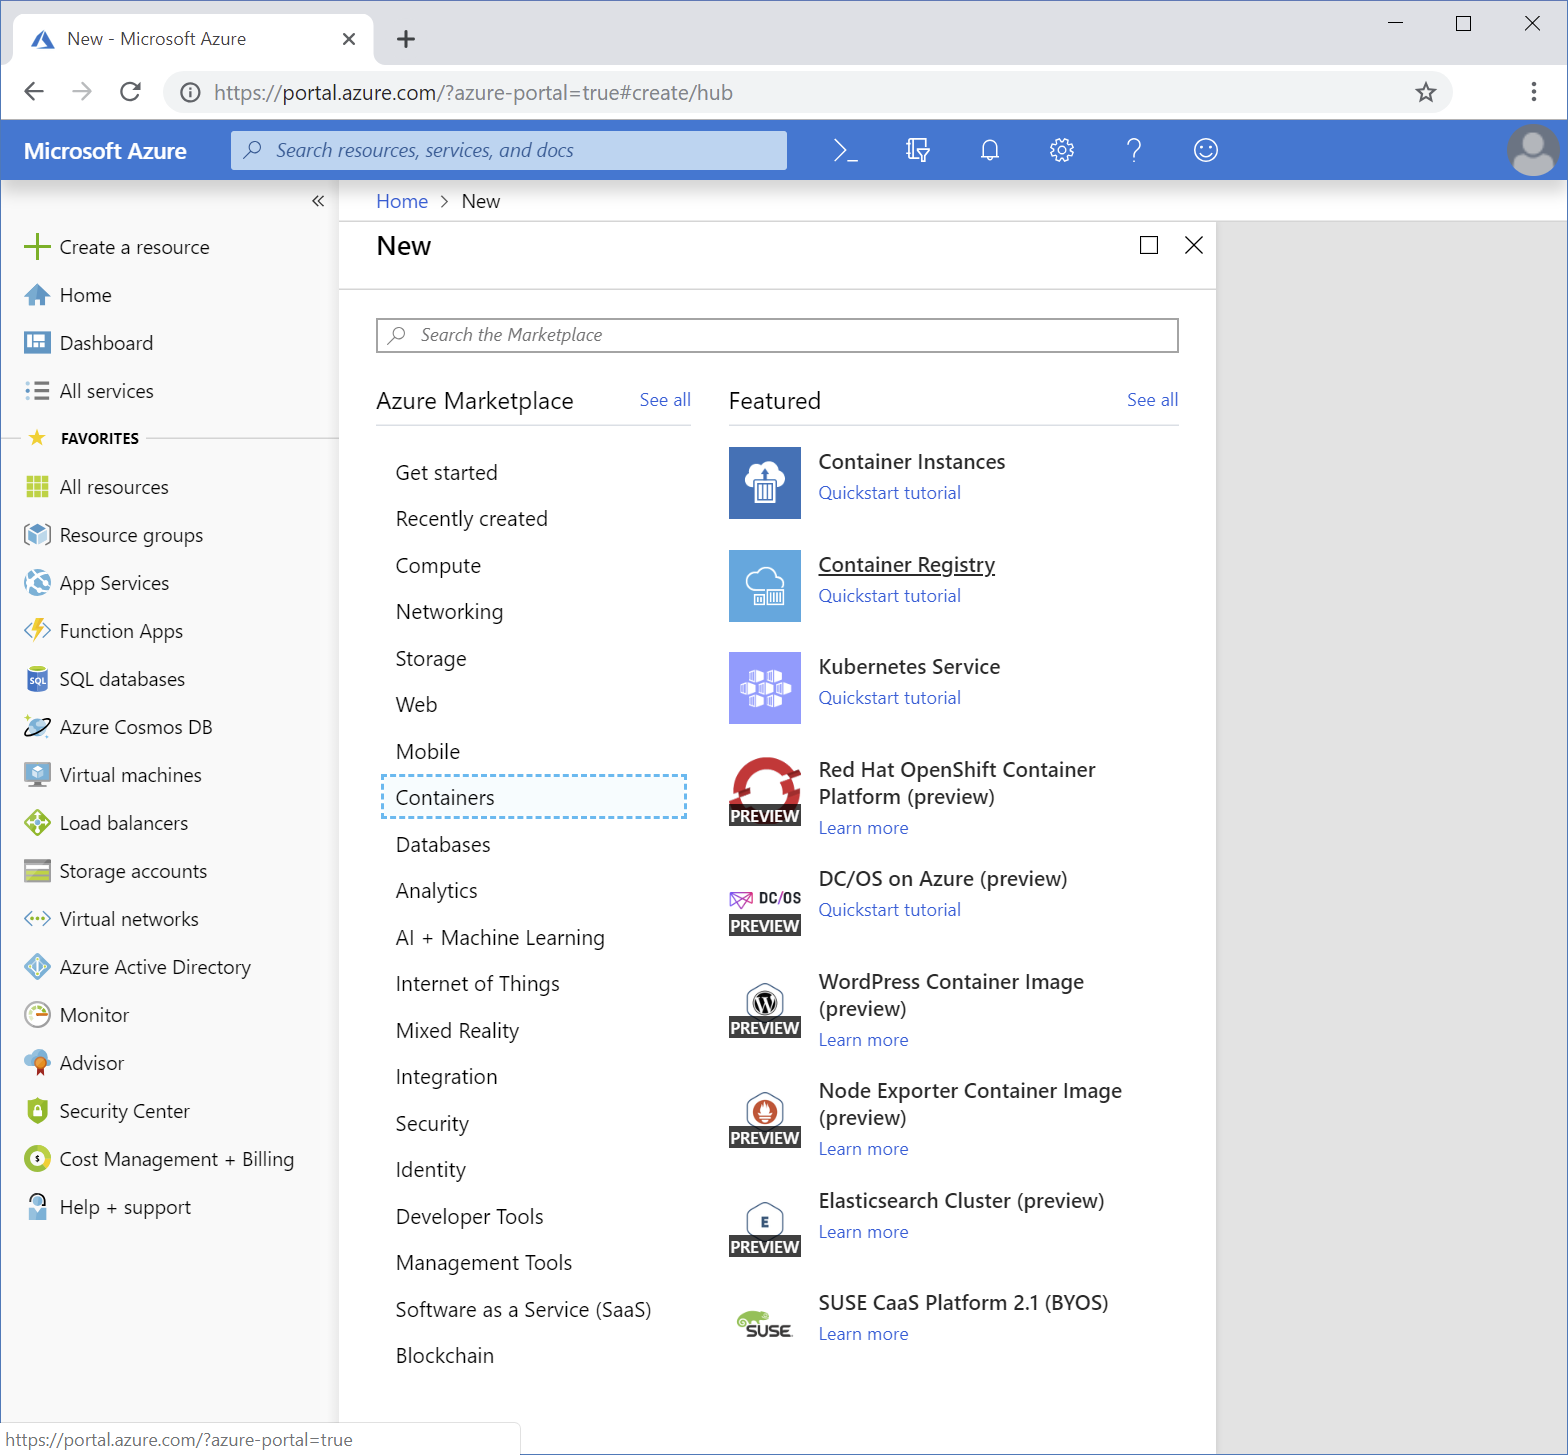 New - Microsoft Azure
https://portal.azure.com/?azure-portal=true#create/hub
Microsoft Azure
Search resources, services, and docs
Home > New
Create a resource
Home
Dashboard
All services
FAVORITES
All resources
Resource groups
App Services
Function Apps
SQL
SQL databases
Azure Cosmos DB
Virtual machines
Load balancers
Storage accounts
Virtual networks
Azure Active Directory
Monitor
Advisor
Security Center
Cost Management + Billing
Help + support
New
Search the Marketplace
Azure Marketplace See all
Get started
Recently created
Compute
Networking
Storage
Web
Mobile
Containers
Databases
Analytics
AI + Machine Learning
Internet of Things
Mixed Reality
Integration
Security
Identity
Developer Tools
Management Tools
Software as a Service (SaaS)
Blockchain
Featured See all
Container Instances
Quickstart tutorial
Container Registry
Quickstart tutorial
Kubernetes Service
Quickstart tutorial
PREVIEW
Red Hat OpenShift Container
Platform (preview)
Learn more
DC/OS
PREVIEW
DC/OS on Azure (preview)
Quickstart tutorial
PREVIEW
WordPress Container Image
(preview)
Learn more
PREVIEW
Node Exporter Container Image
(preview)
Learn more
E
PREVIEW
Elasticsearch Cluster (preview)
Learn more
SUSE
SUSE CaaS Platform 2.1 (BYOS)
Learn more
https://portal.azure.com/?azure-portal=true